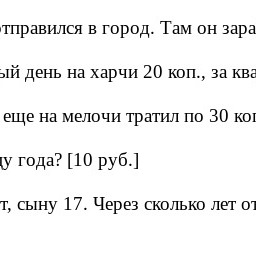 отправился в город. Там он зара
ый день на харчи 20 коп., за ква
еще на мелочи тратил по 30 коп
цу года? [10 руб.]
т, сыну 17. Через сколько лет от